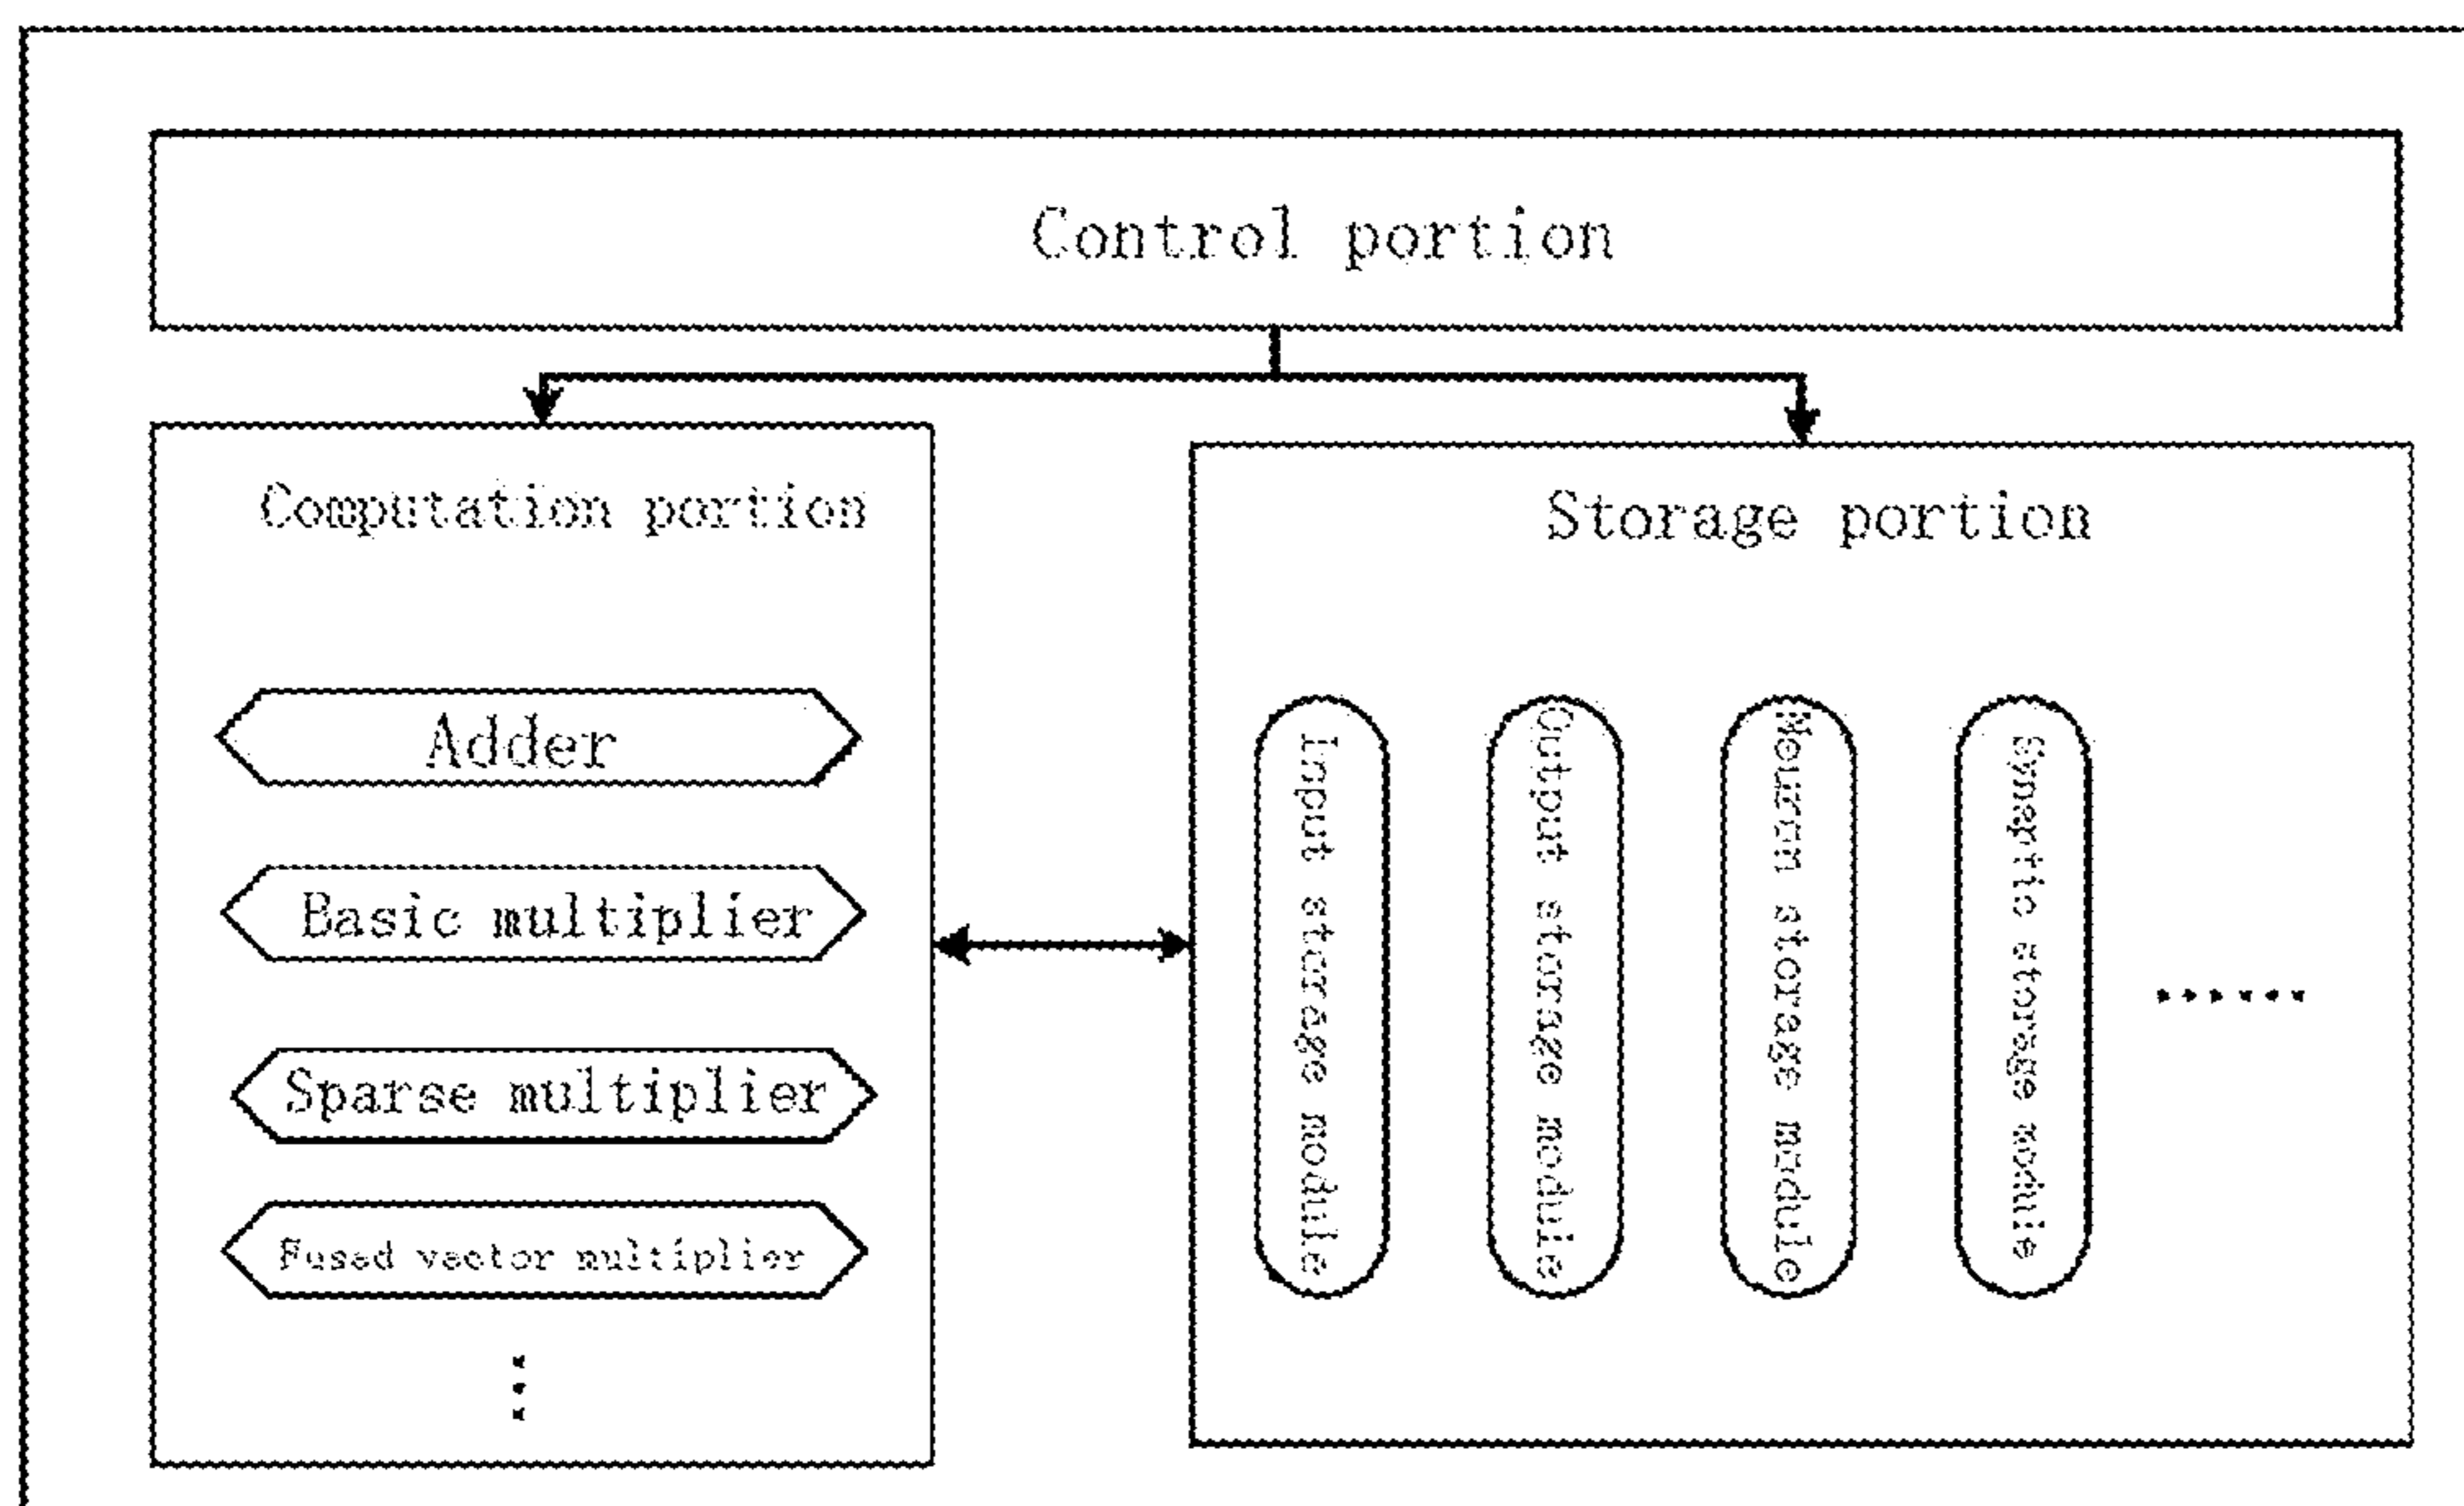 Control portion
Computation portion
Adder
Basic multiplier
Sparse multiplier
Fused vector multiplier
Storage portion
Input storage module
Output storage module
Neuron storage module
Synaptic storage module
......